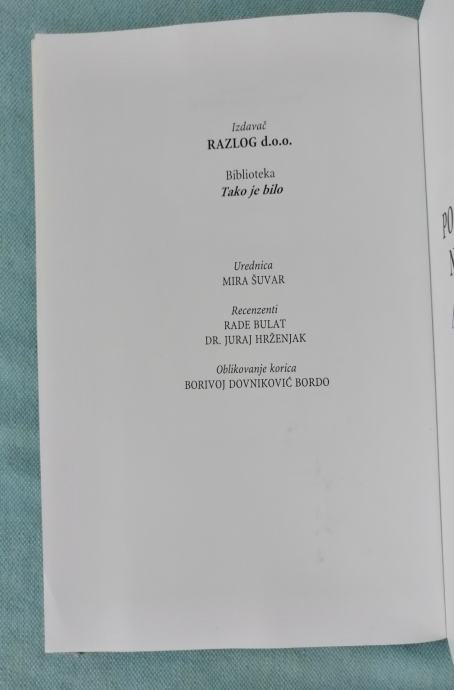 Izdavač
RAZLOG d.o.o.
Biblioteka
Tako je bilo
Urednica
MIRA ŠUVAR
Recenzenti
RADE BULAT
DR. JURAJ HRŽENJAK
Oblikovanje korica
BORIVOJ DOVNIKOVIĆ BORDO